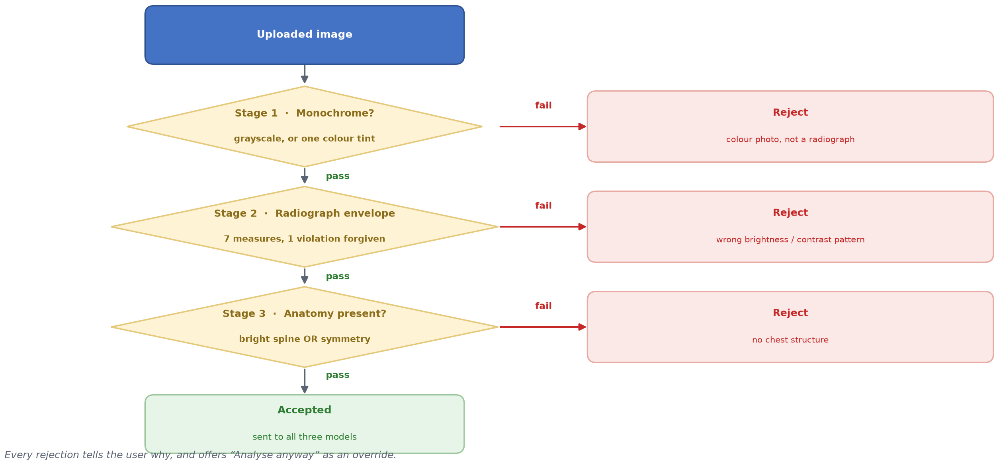 Uploaded image
Stage 1 · Monochrome?
grayscale, or one colour tint
fail
Reject
colour photo, not a radiograph
pass
Stage 2 · Radiograph envelope
7 measures, 1 violation forgiven
fail
Reject
wrong brightness / contrast pattern
pass
Stage 3 · Anatomy present?
bright spine OR symmetry
fail
Reject
no chest structure
pass
Accepted
sent to all three models
Every rejection tells the user why, and offers “Analyse anyway” as an override.